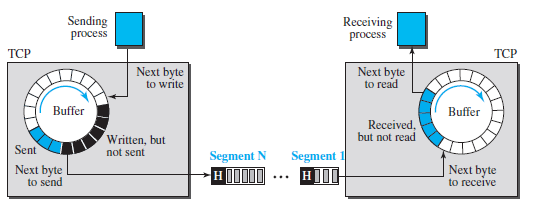 Sending
process
Receiving
process
TCP
TCP
Next byte
to write
Next byte
to read
Buffer
Buffer
Received,
but not read
Written, but
not sent
Sent
Next byte
to send
Segment N
Segment 1
H
...
H
Next byte
to receive